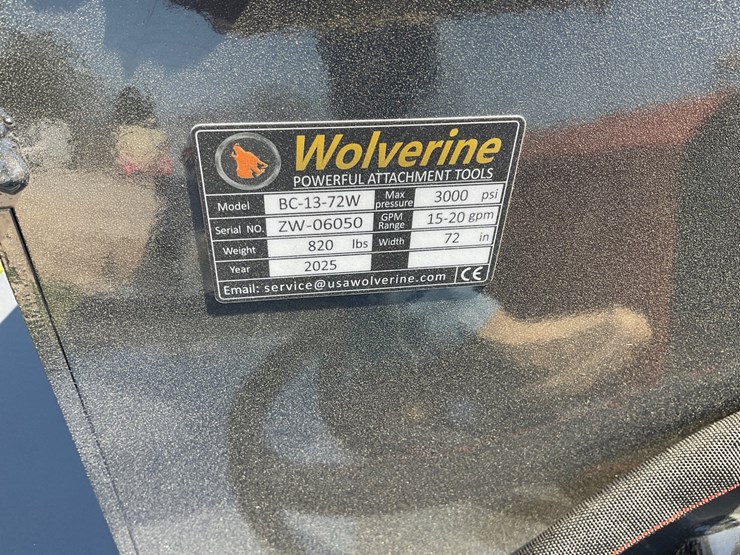 Wolverine
POWERFUL ATTACHMENT TOOLS
Model BC-13-72W Max pressure 3000 psi
Serial NO. ZW-06050 GPM Range 15-20 gpm
Weight 820 lbs Width 72 in
Year 2025
Email: service@usawolverine.com CE